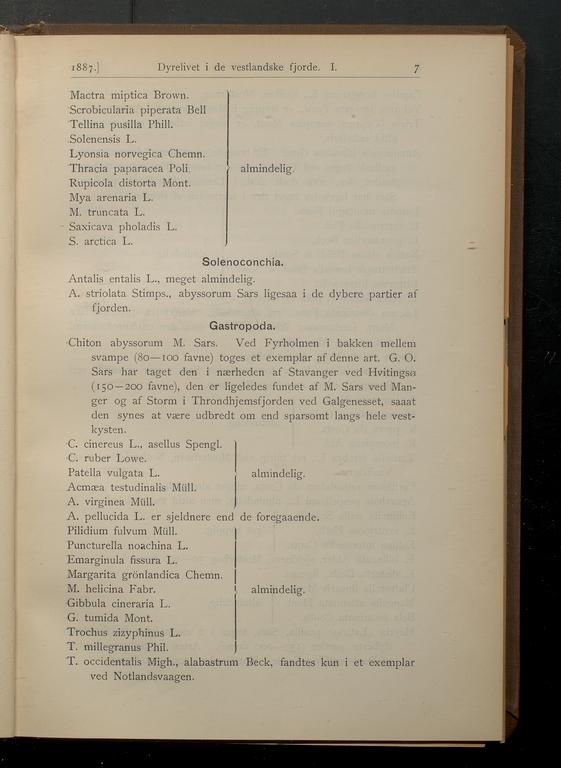 1887.] Dyrelivet i de vestlandske fjorde. I. 7
Mactra miptica Brown.
Scrobicularia piperata Bell
Tellina pusilla Phill.
Solenensis L.
Lyonsia norvegica Chemn.
Thracia paparacea Poli. almindelig.
Rupicola distorta Mont.
Mya arenaria L.
M. truncata L.
Saxicava pholadis L.
S. arctica L.
Solenoconchia.
Antalis entalis L., meget almindelig.
A. striolata Stimps., abyssorum Sars ligesaa i de dybere partier af
fjorden.
Gastropoda.
Chiton abyssorum M. Sars. Ved Fyrholmen i bakken mellem
svampe (80—100 favne) toges et exemplar af denne art. G. O.
Sars har taget den i nærheden af Stavanger ved Hvitingsø
(150—200 favne), den er ligeledes fundet af M. Sars ved Man-
ger og af Storm i Throndhjemsfjorden ved Galgenesset, saaat
den synes at være udbredt om end sparsomt langs hele vest-
kysten.
C. cinereus L., asellus Spengl.
C. ruber Lowe.
Patella vulgata L. almindelig.
Acmæa testudinalis Müll.
A. virginea Müll.
A. pellucida L. er sjeldnere end de foregaaende.
Pilidium fulvum Müll.
Puncturella noachina L.
Emarginula fissura L.
Margarita grönlandica Chemn.
M. helicina Fabr. almindelig.
Gibbula cineraria L.
G. tumida Mont.
Trochus zizyphinus L.
T. millegranus Phil.
T. occidentalis Migh., alabastrum Beck, fandtes kun i et exemplar
ved Notlandsvaagen.